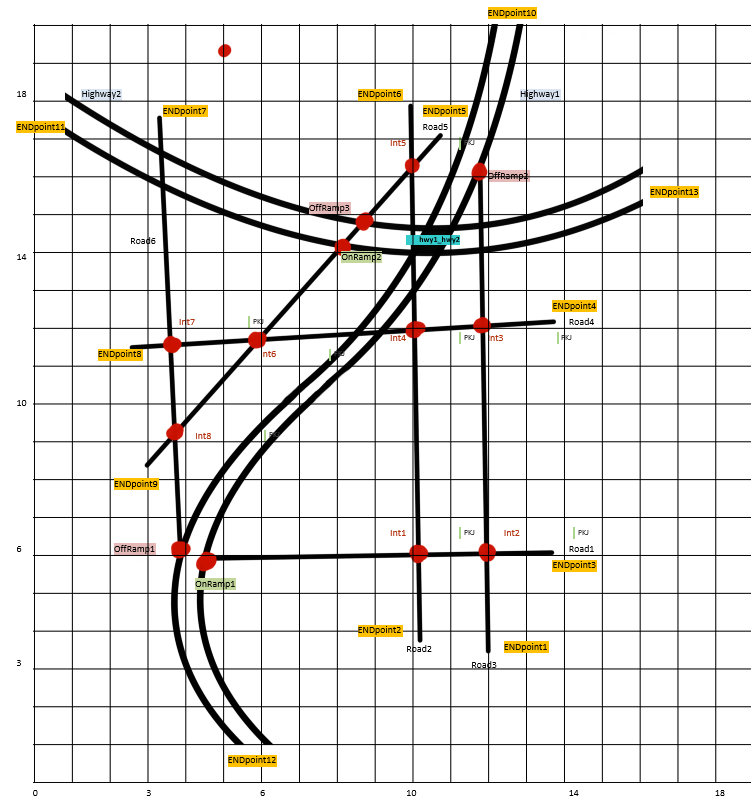 ENDpoint10
18
Highway2
ENDpoint6
Highway1
ENDpoint7
ENDpoint5
ENDpoint11
Road5
Int5
PKJ
OffRamp2
ENDpoint13
OffRamp3
Road6
hwy1_hwy2
14
OnRamp2
ENDpoint4
Int7
PKJ
Road4
Int4
PKJ
Int3
PKJ
ENDpoint8
Int6
PKJ
10
Int8
PKJ
ENDpoint9
Int1
PKJ
Int2
PKJ
6
OffRamp1
Road1
ENDpoint3
OnRamp1
ENDpoint2
Road2
ENDpoint1
3
Road3
ENDpoint12
0
3
6
10
14
18